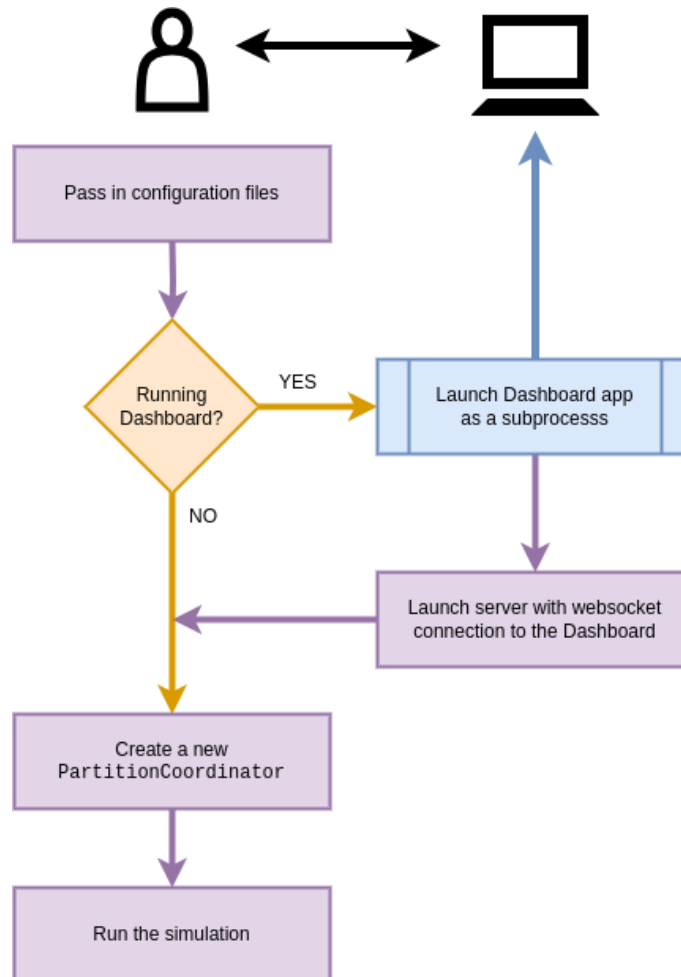 Pass in configuration files
Running
Dashboard?
YES
Launch Dashboard app
as a subprocesss
NO
Launch server with websocket
connection to the Dashboard
Create a new
PartitionCoordinator
Run the simulation